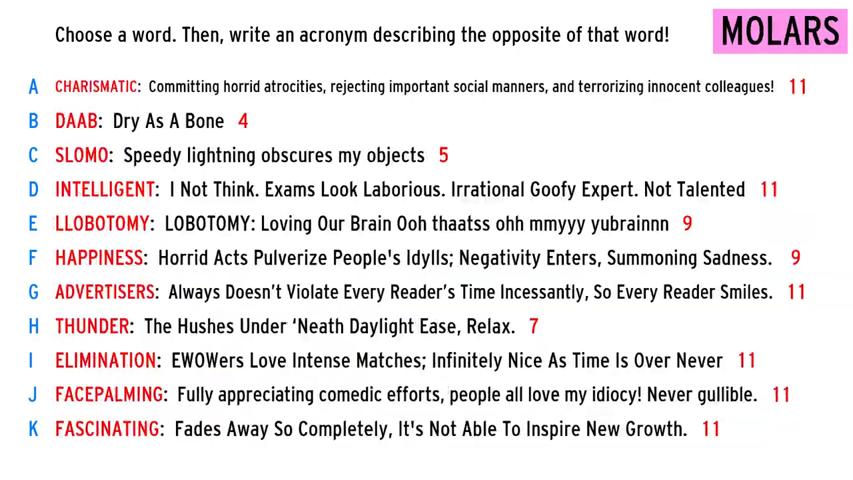 Choose a word. Then, write an acronym describing the opposite of that word!
MOLARS
A CHARISMATIC: Committing horrid atrocities, rejecting important social manners, and terrorizing innocent colleagues! 11
B DAAB: Dry As A Bone 4
C SLOMO: Speedy lightning obscures my objects 5
D INTELLIGENT: I Not Think. Exams Look Laborious. Irrational Goofy Expert. Not Talented 11
E LLOBOTOMY: LOBOTOMY: Loving Our Brain Ooh thaatss ohh mmyyy yubrainnn 9
F HAPPINESS: Horrid Acts Pulverize People's Idylls; Negativity Enters, Summoning Sadness. 9
G ADVERTISERS: Always Doesn't Violate Every Reader's Time Incessantly, So Every Reader Smiles. 11
H THUNDER: The Hushes Under 'Neath Daylight Ease, Relax. 7
I ELIMINATION: EWOWers Love Intense Matches; Infinitely Nice As Time Is Over Never 11
J FACEPALMING: Fully appreciating comedic efforts, people all love my idiocy! Never gullible. 11
K FASCINATING: Fades Away So Completely, It's Not Able To Inspire New Growth. 11